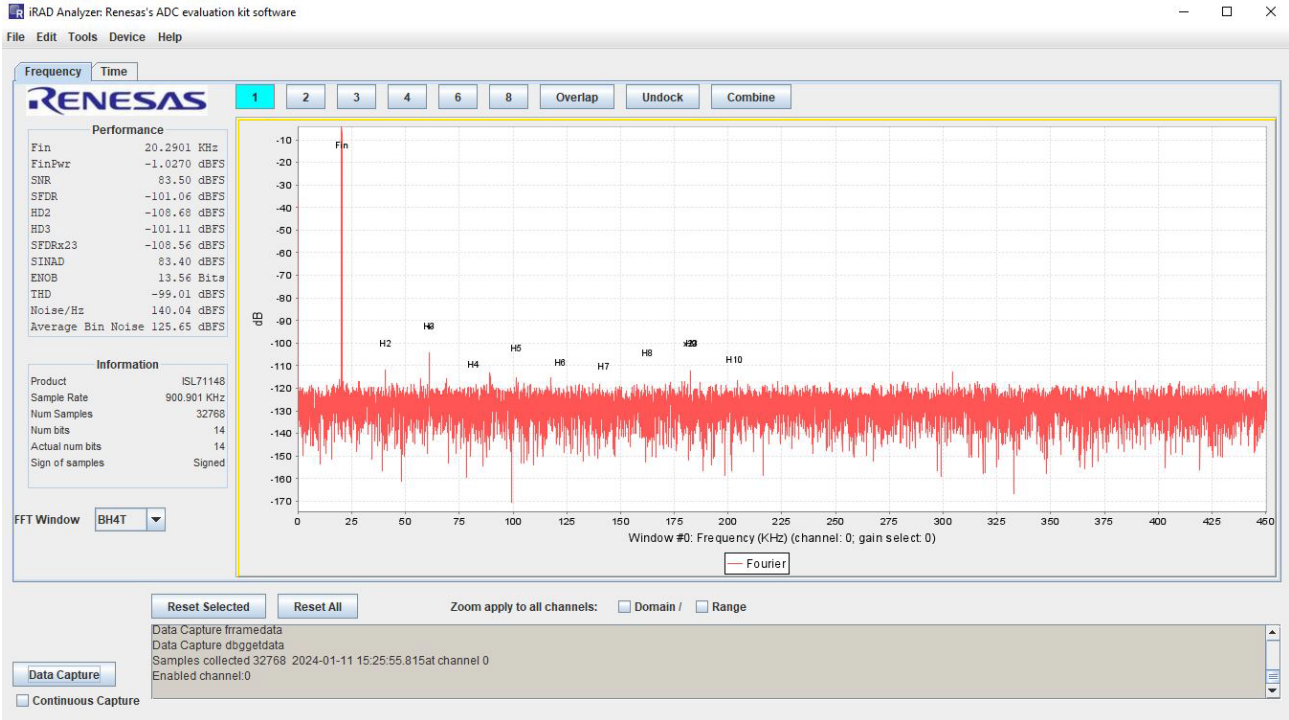 iRAD Analyzer: Renesas's ADC evaluation kit software
File Edit Tools Device Help
Frequency Time
RENESAS
1 2 3 4 6 8 Overlap Undock Combine
Performance
Fin 20.2901 KHz
FinPwr -1.0270 dBFS
SNR 83.50 dBFS
SFDR -101.06 dBFS
HD2 -108.68 dBFS
HD3 -101.11 dBFS
SFDRx23 -108.56 dBFS
SINAD 83.40 dBFS
ENOB 13.56 Bits
THD -99.01 dBFS
Noise/Hz 140.04 dBFS
Average Bin Noise 125.65 dBFS
Information
Product ISL71148
Sample Rate 900.901 KHz
Num Samples 32768
Num bits 14
Actual num bits 14
Sign of samples Signed
FFT Window BH4T
dB
-10
-20
-30
-40
-50
-60
-70
-80
-90
-100
-110
-120
-130
-140
-150
-160
-170
Fin
H2
H4
H5
H6
H7
H8
H10
0 25 50 75 100 125 150 175 200 225 250 275 300 325 350 375 400 425 450
Window #0: Frequency (KHz) (channel: 0; gain select: 0)
Fourier
Reset Selected Reset All Zoom apply to all channels: Domain / Range
Data Capture frramedata
Data Capture dbggetdata
Samples collected 32768 2024-01-11 15:25:55.815at channel 0
Enabled channel:0
Data Capture
Continuous Capture